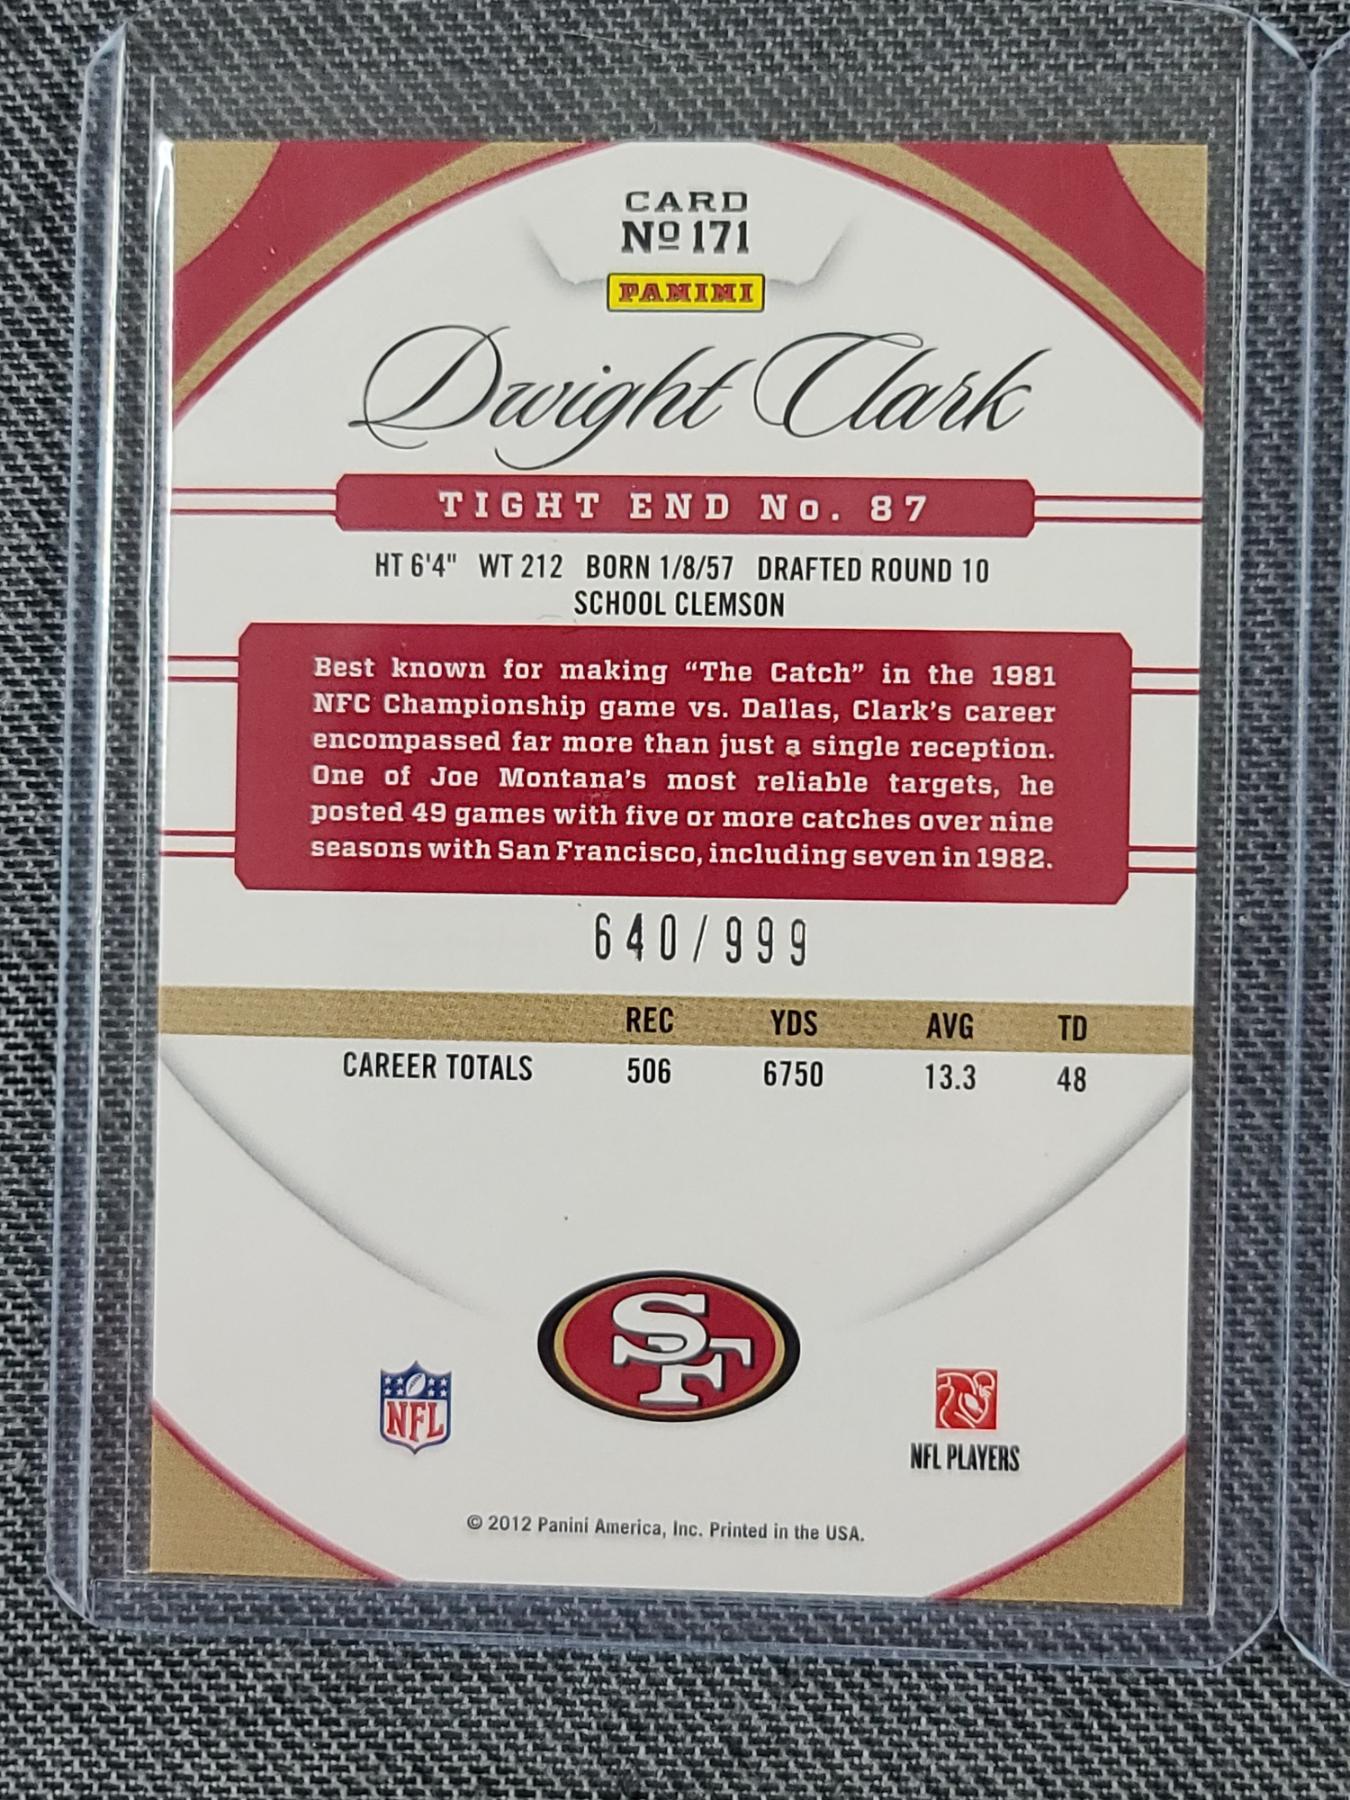 CARD
No 171
PANINI
Dwight Clark
TIGHT END No. 87
HT 6'4" WT 212 BORN 1/8/57 DRAFTED ROUND 10
SCHOOL CLEMSON
Best known for making “The Catch” in the 1981
NFC Championship game vs. Dallas, Clark’s career
encompassed far more than just a single reception.
One of Joe Montana’s most reliable targets, he
posted 49 games with five or more catches over nine
seasons with San Francisco, including seven in 1982.
640/999
REC YDS AVG TD
CAREER TOTALS 506 6750 13.3 48
SF
NFL
NFL PLAYERS
© 2012 Panini America, Inc. Printed in the USA.